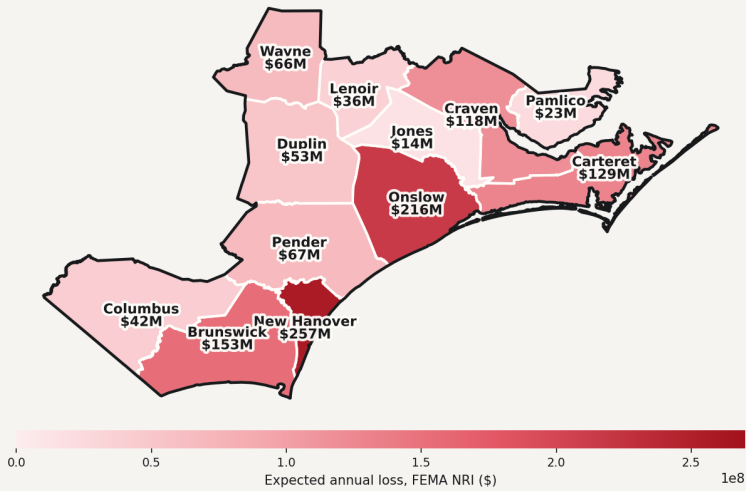 Wayne
$66M
Lenoir
$36M
Craven
$118M
Pamlico
$23M
Duplin
$53M
Jones
$14M
Carteret
$129M
Onslow
$216M
Pender
$67M
Columbus
$42M
Brunswick
$153M
New Hanover
$257M
0.0 0.5 1.0 1.5 2.0 2.5
1e8
Expected annual loss, FEMA NRI ($)